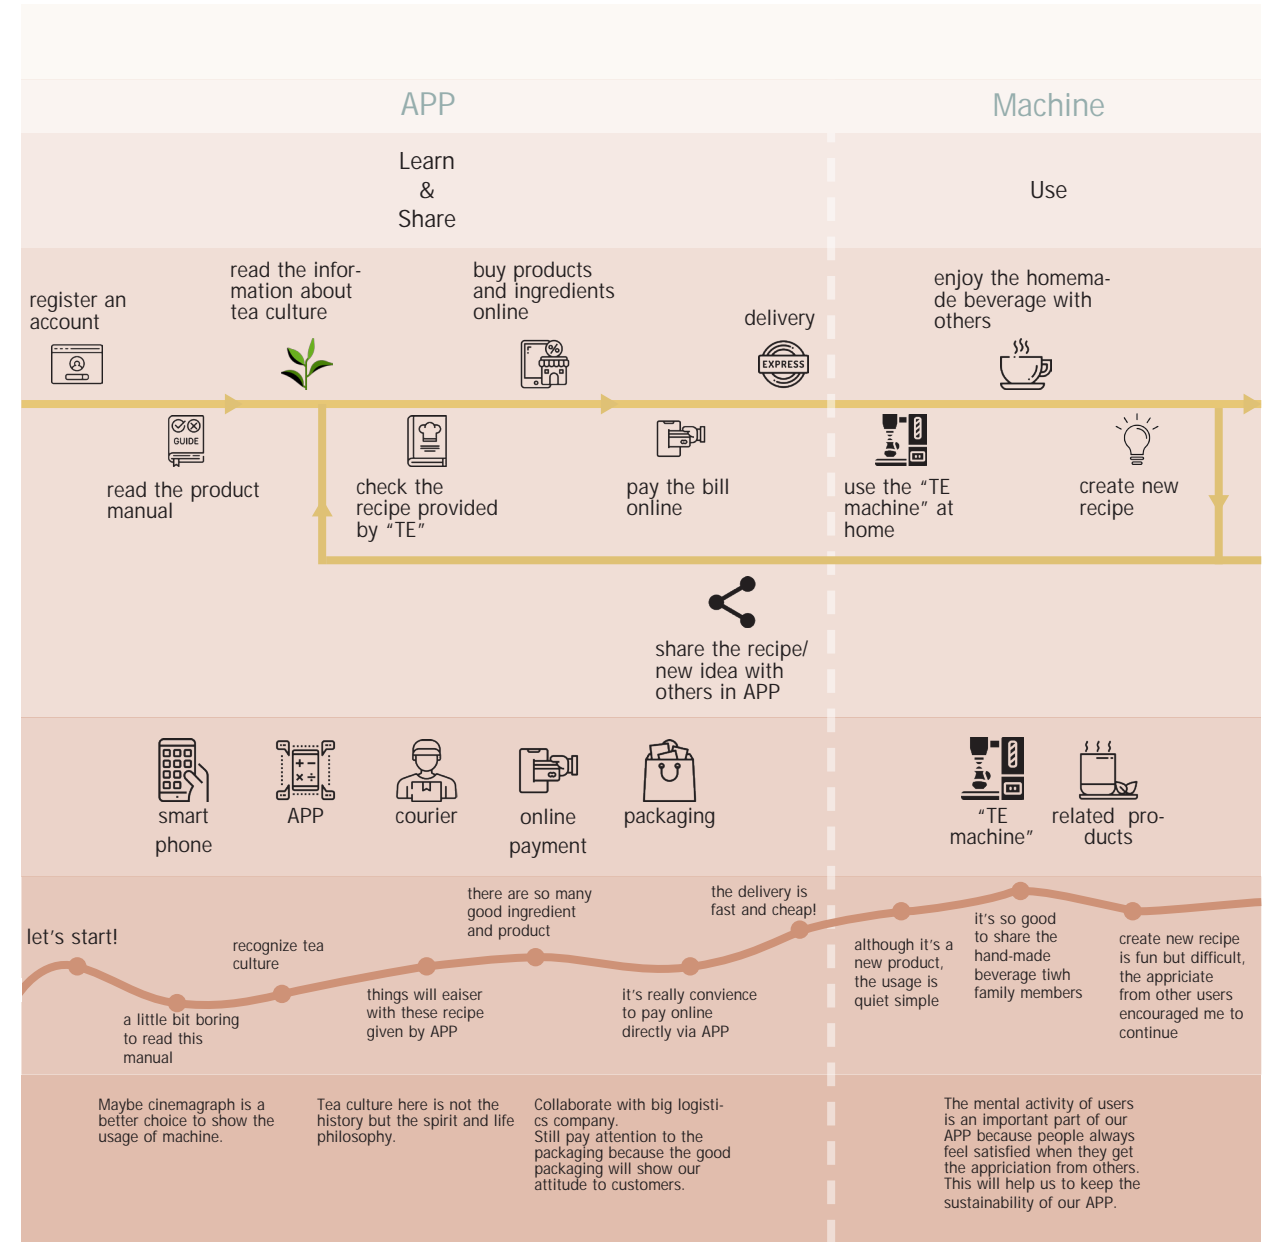 APP
Machine
Learn
&
Share
Use
register an
account
read the infor-
mation about
tea culture
buy products
and ingredients
online
delivery
enjoy the homema-
de beverage with
others
EXPRESS
GUIDE
read the product
manual
check the
recipe provided
by “TE”
pay the bill
online
use the “TE
machine” at
home
create new
recipe
share the recipe/
new idea with
others in APP
smart
phone
APP
courier
online
payment
packaging
“TE
machine”
related pro-
ducts
let's start!
a little bit boring
to read this
manual
recognize tea
culture
things will eaiser
with these recipe
given by APP
there are so many
good ingredient
and product
it's really convience
to pay online
directly via APP
the delivery is
fast and cheap!
although it's a
new product,
the usage is
quiet simple
it's so good
to share the
hand-made
beverage tiwh
family members
create new recipe
is fun but difficult,
the appriciate
from other users
encouraged me to
continue
Maybe cinemagraph is a
better choice to show the
usage of machine.
Tea culture here is not the
history but the spirit and life
philosophy.
Collaborate with big logisti-
cs company.
Still pay attention to the
packaging because the good
packaging will show our
attitude to customers.
The mental activity of users
is an important part of our
APP because people always
feel satisfied when they get
the appriciation from others.
This will help us to keep the
sustainability of our APP.